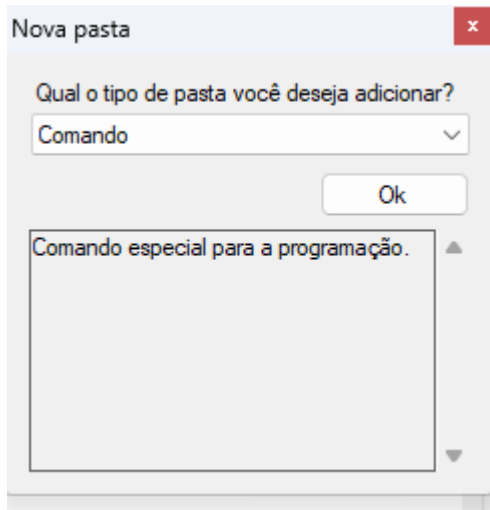 Nova pasta
x
Qual o tipo de pasta você deseja adicionar?
Comando
Ok
Comando especial para a programação.